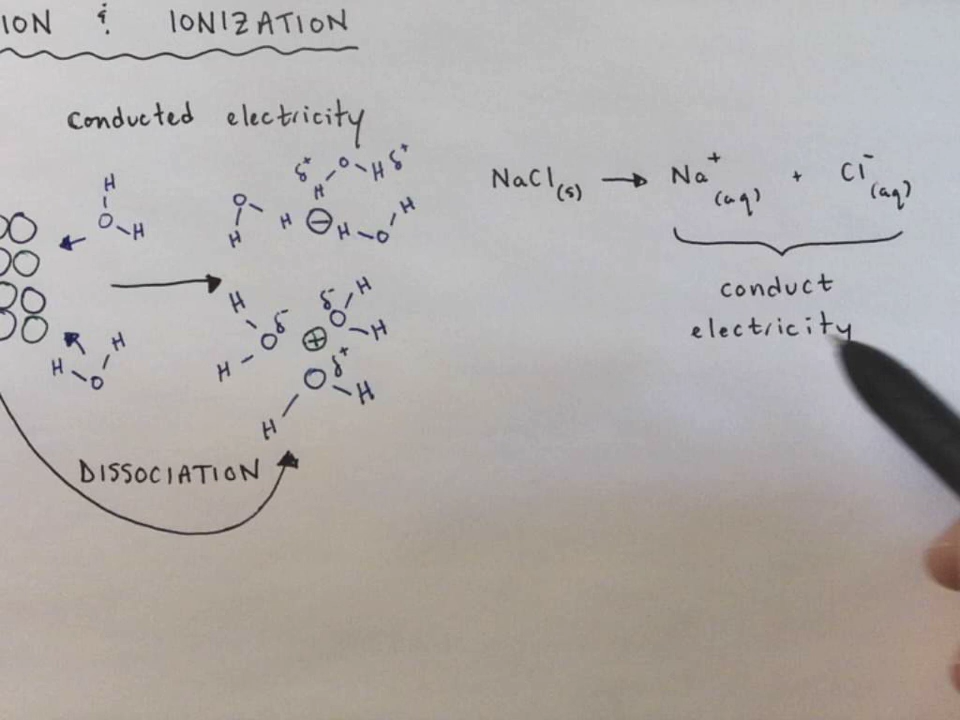 ION & IONIZATION
conducted electricity
NaCl(s) → Na+(aq) + Cl-(aq)
conduct
electricity
δ+ O H δ+
H
H
O H
O
H
H ⊖ H O H
H
O δ-
H
δ- O H
H
⊕
δ+
O H
H
H
O
H
DISSOCIATION